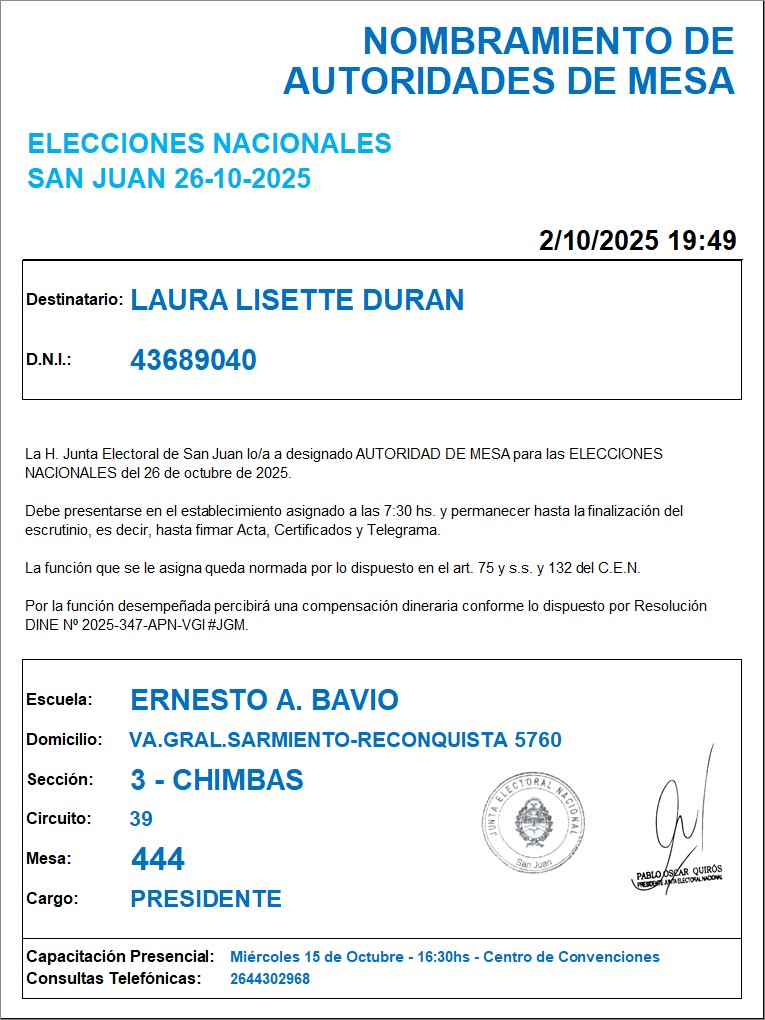 NOMBRAMIENTO DE
AUTORIDADES DE MESA
ELECCIONES NACIONALES
SAN JUAN 26-10-2025
2/10/2025 19:49
Destinatario: LAURA LISETTE DURAN
D.N.I.: 43689040
La H. Junta Electoral de San Juan lo/a a designado AUTORIDAD DE MESA para las ELECCIONES
NACIONALES del 26 de octubre de 2025.
Debe presentarse en el establecimiento asignado a las 7:30 hs. y permanecer hasta la finalización del
escrutinio, es decir, hasta firmar Acta, Certificados y Telegrama.
La función que se le asigna queda normada por lo dispuesto en el art. 75 y s.s. y 132 del C.E.N.
Por la función desempeñada percibirá una compensación dineraria conforme lo dispuesto por Resolución
DINE Nº 2025-347-APN-VGI#JGM.
Escuela: ERNESTO A. BAVIO
Domicilio: VA.GRAL.SARMIENTO-RECONQUISTA 5760
Sección: 3 - CHIMBAS
Circuito: 39
Mesa: 444
Cargo: PRESIDENTE
JUNTA ELECTORAL NACIONAL
San Juan
PABLO OSCAR QUIRÓS
PRESIDENTE JUNTA ELECTORAL NACIONAL
Capacitación Presencial: Miércoles 15 de Octubre - 16:30hs - Centro de Convenciones
Consultas Telefónicas: 2644302968